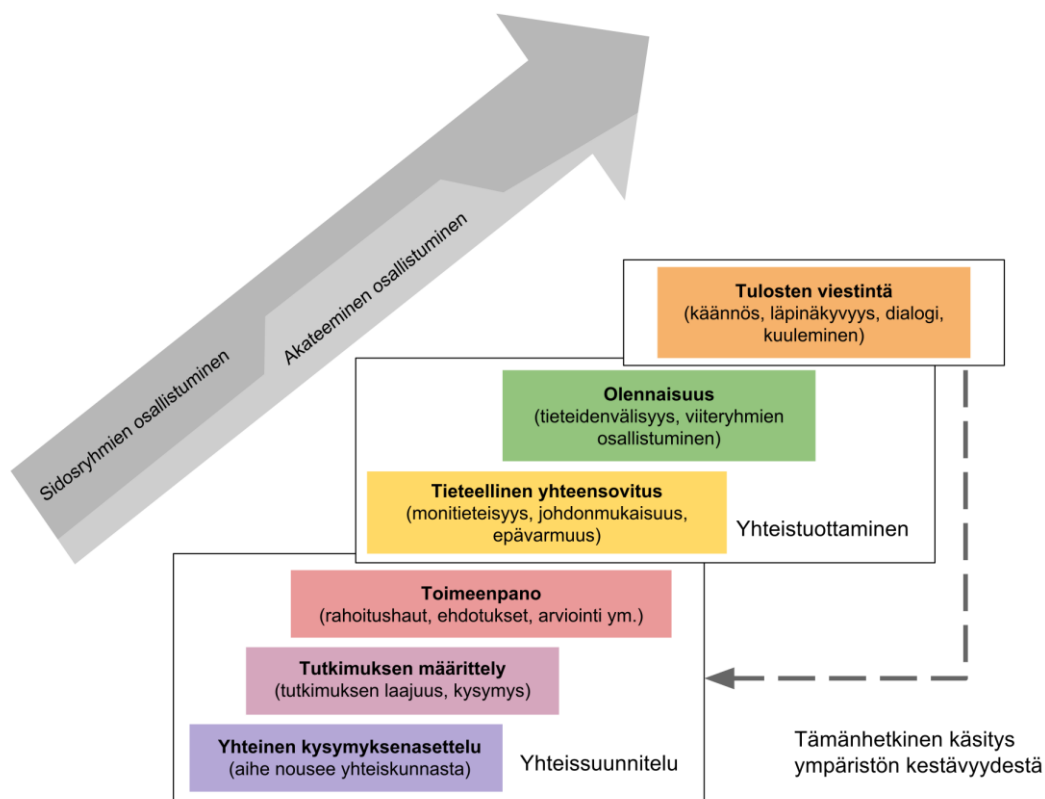 Sidosryhmien osallistuminen
Akateeminen osallistuminen
Tulosten viestintä
(käännös, läpinäkyvyys, dialogi,
kuuleminen)
Olennaisuus
(tieteidenvälisyys, viiteryhmien
osallistuminen)
Tieteellinen yhteensovitus
(monitieteisyys, johdonmukaisuus,
epävarmuus)
Yhteistuottaminen
Toimeenpano
(rahoitushaut, ehdotukset, arviointi ym.)
Tutkimuksen määrittely
(tutkimuksen laajuus, kysymys)
Yhteinen kysymyksenasettelu
(aihe nousee yhteiskunnasta)
Yhteissuunnitelu
Tämänhetkinen käsitys
ympäristön kestävyydestä